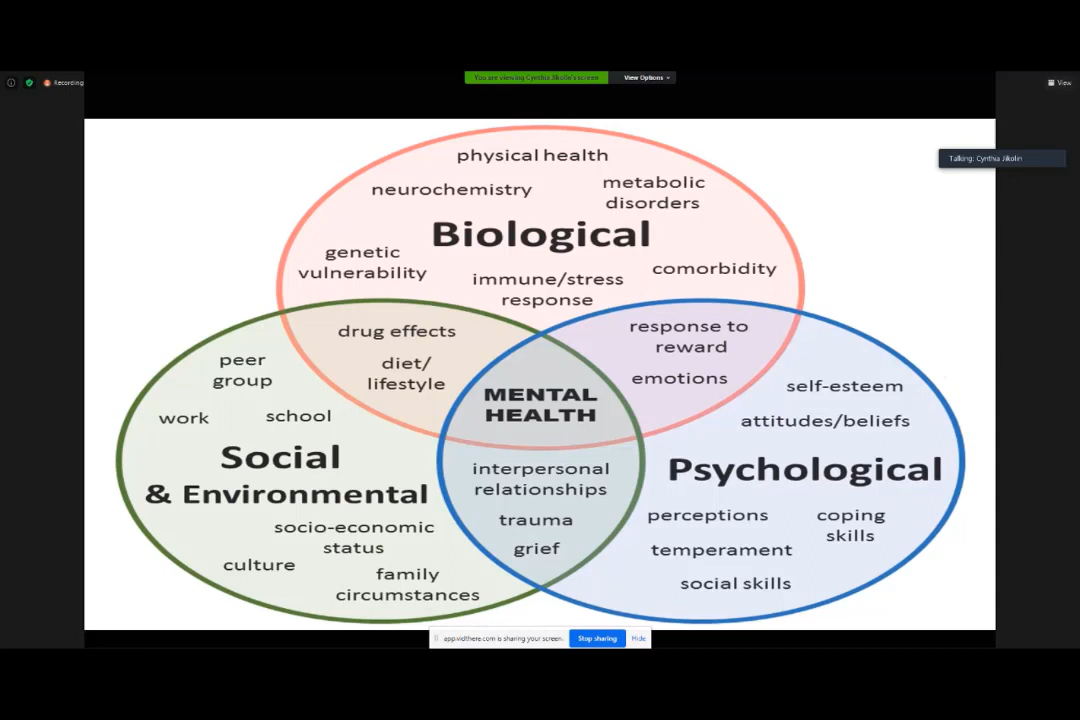 You are viewing Cynthia Jikolle's screen
View Options
Recording
View
Talking: Cynthia Jikolin
physical health
neurochemistry
metabolic
disorders
Biological
genetic
vulnerability
immune/stress
response
comorbidity
drug effects
diet/
lifestyle
response to
reward
emotions
MENTAL
HEALTH
peer
group
work
school
Social
& Environmental
socio-economic
status
culture
family
circumstances
interpersonal
relationships
trauma
grief
self-esteem
attitudes/beliefs
Psychological
perceptions
coping
skills
temperament
social skills
app.vidthere.com is sharing your screen.
Stop sharing
Hide